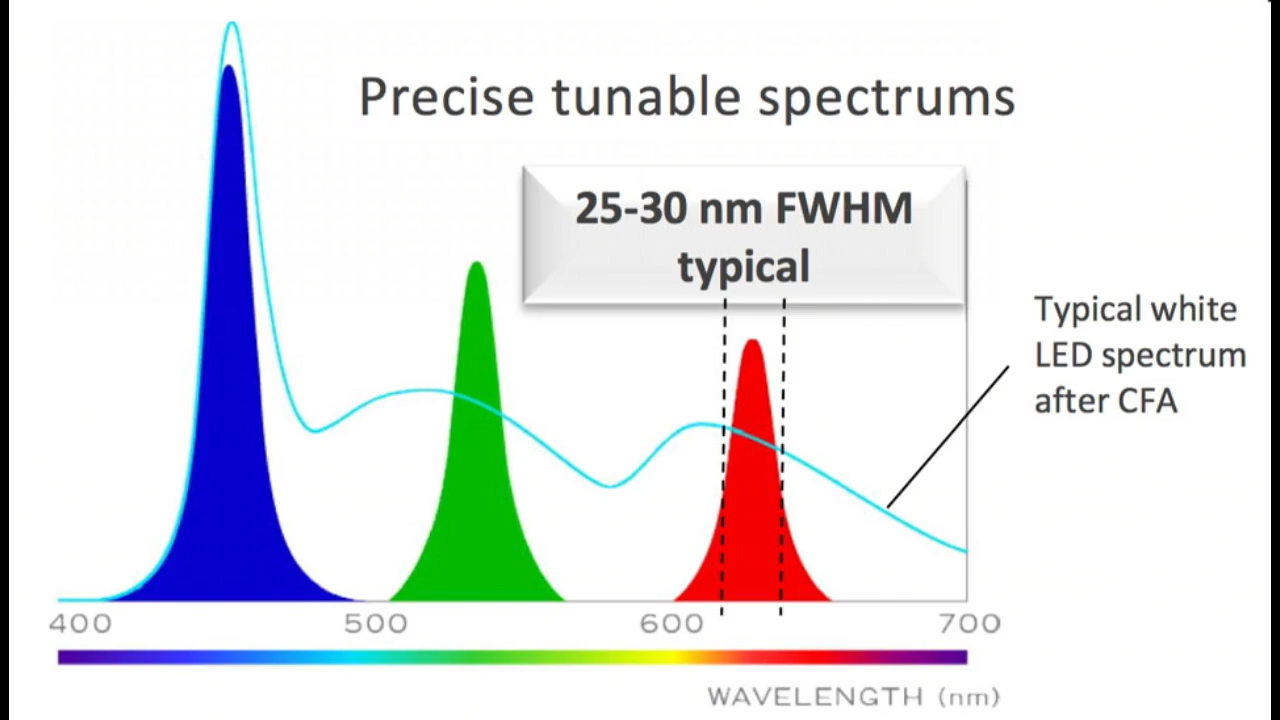 Precise tunable spectrums
25-30 nm FWHM
typical
Typical white
LED spectrum
after CFA
400 500 600 700
WAVELENGTH (nm)